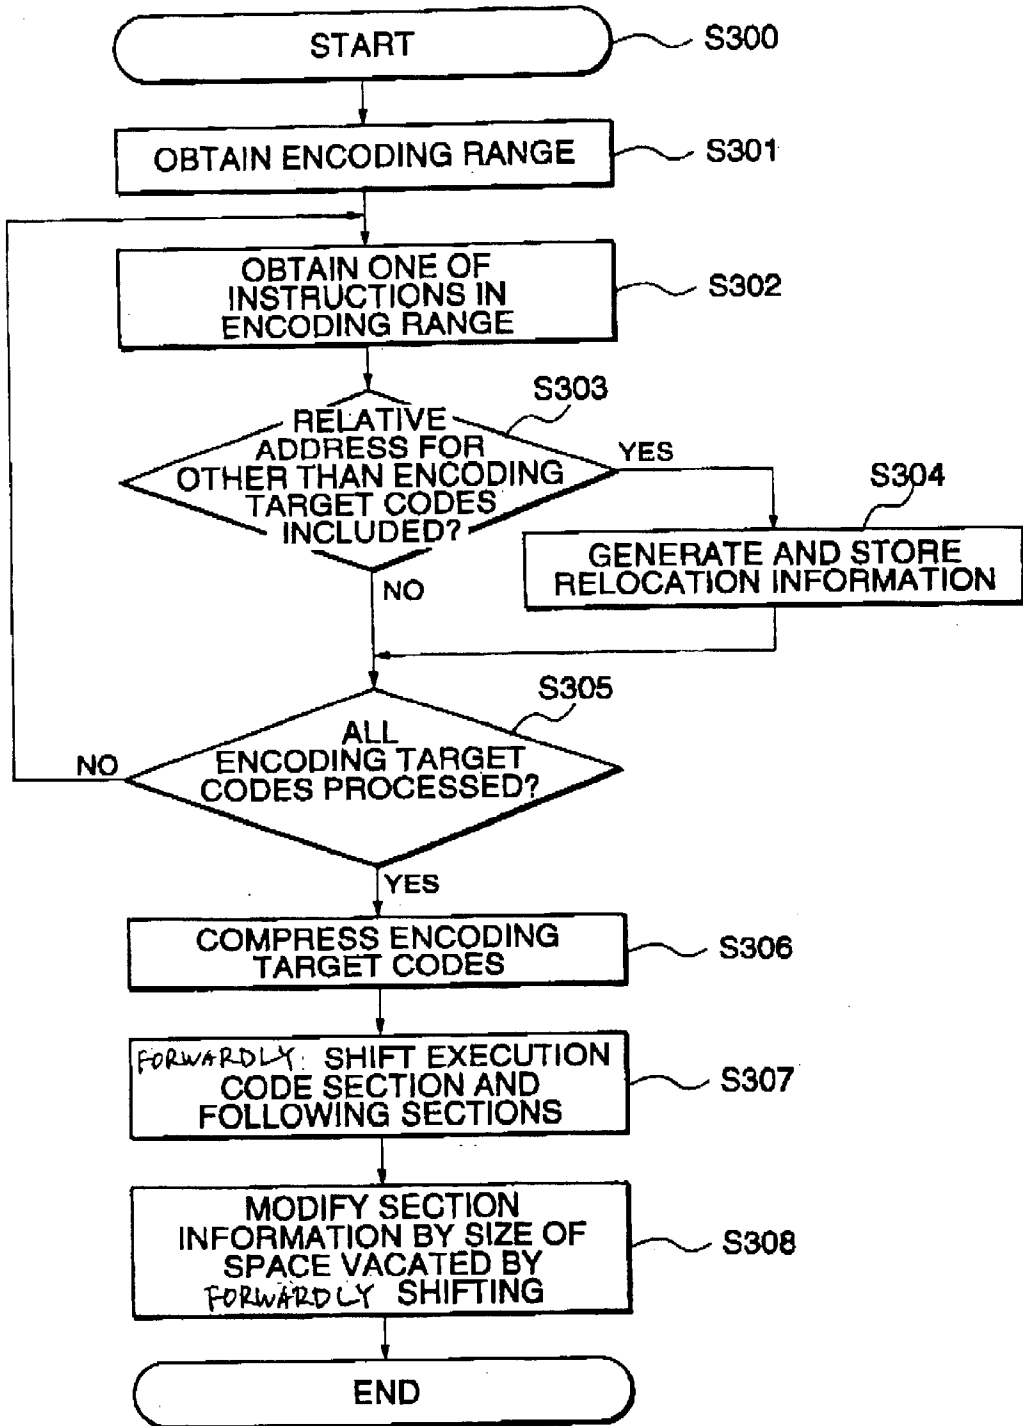 START
S300
OBTAIN ENCODING RANGE
S301
OBTAIN ONE OF
INSTRUCTIONS IN
ENCODING RANGE
S302
S303
RELATIVE
ADDRESS FOR
OTHER THAN ENCODING
TARGET CODES
INCLUDED?
YES
NO
S304
GENERATE AND STORE
RELOCATION INFORMATION
S305
ALL
ENCODING TARGET
CODES PROCESSED?
NO
YES
COMPRESS ENCODING
TARGET CODES
S306
FORWARDLY SHIFT EXECUTION
CODE SECTION AND
FOLLOWING SECTIONS
S307
MODIFY SECTION
INFORMATION BY SIZE OF
SPACE VACATED BY
FORWARDLY SHIFTING
S308
END